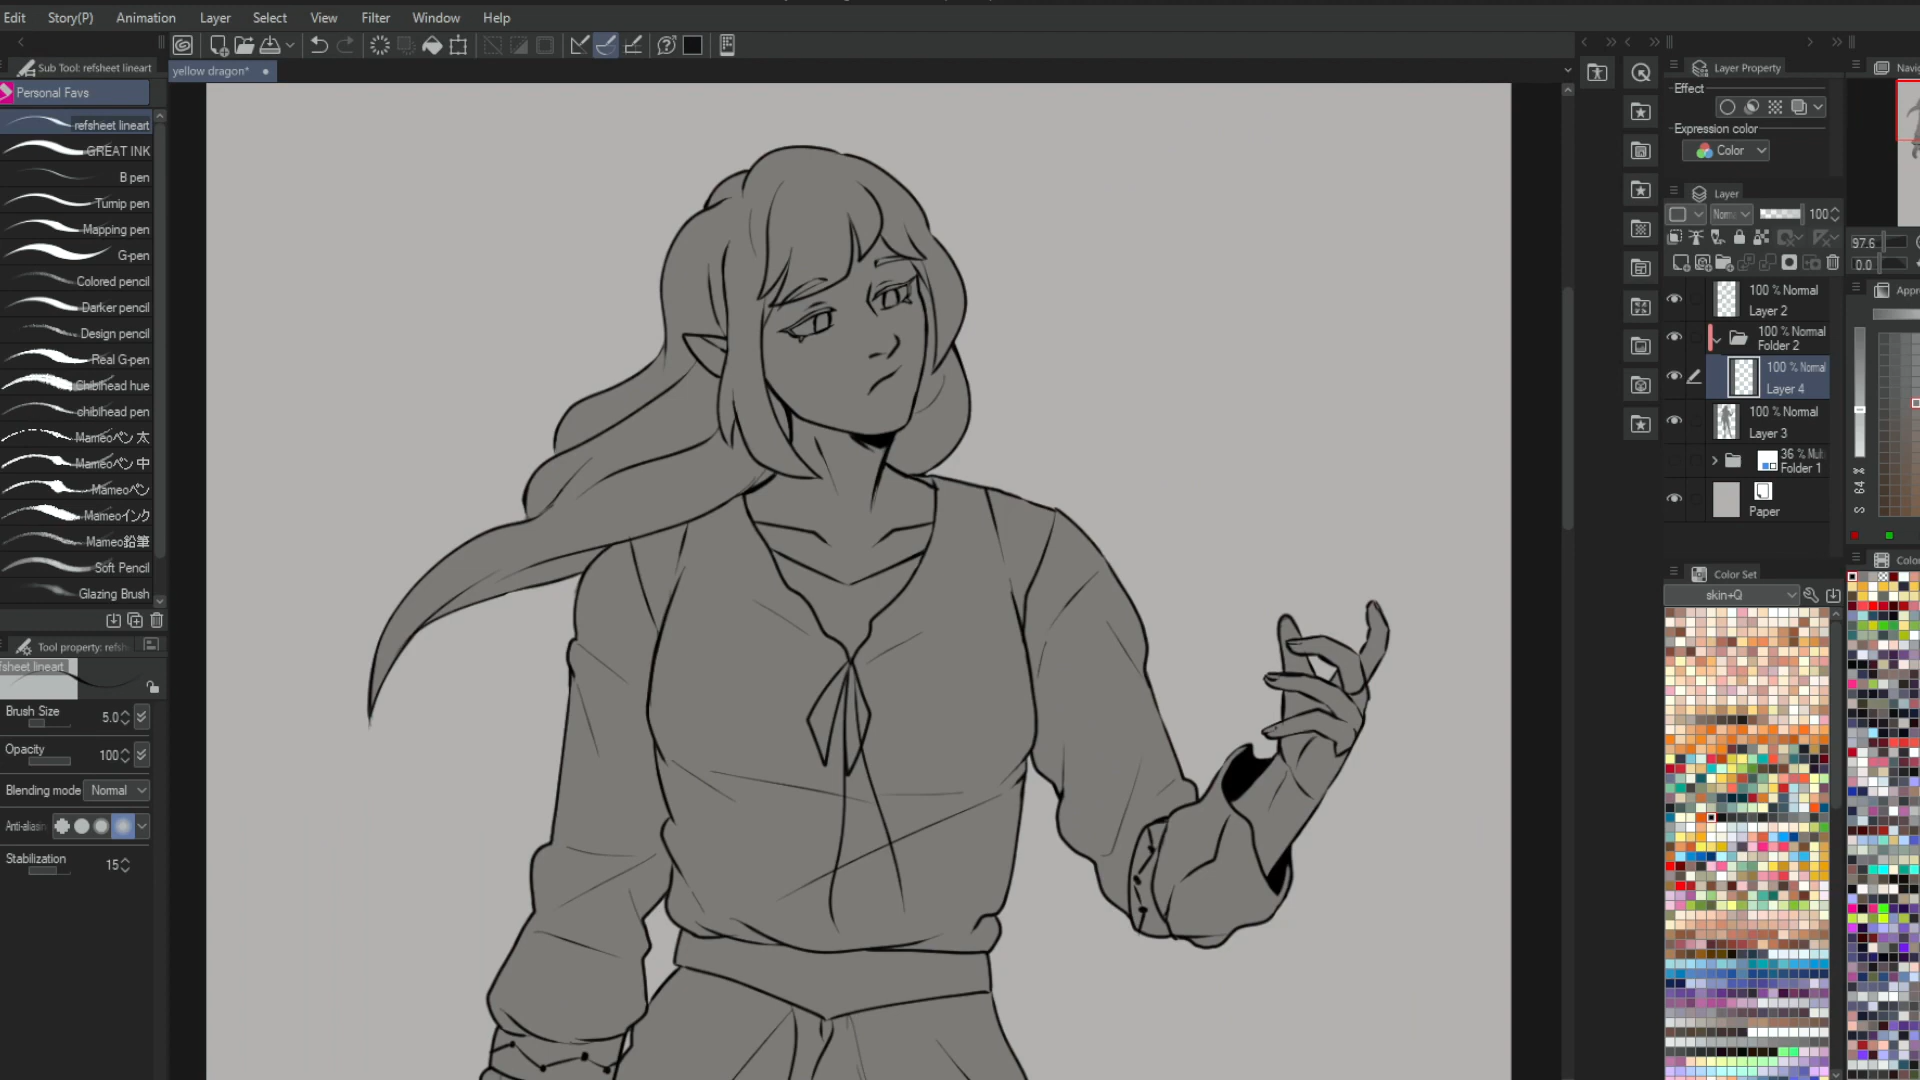 Edit Story(P) Animation Layer Select View Filter Window Help
Sub Tool: refsheet lineart
yellow dragon*
Layer Property
Personal Favs
Effect
refsheet lineart
Expression color
GREAT INK
Color
B pen
Turnip pen
Layer
Mapping pen
100
G-pen
97.6
Colored pencil
0.0
Darker pencil
100 % Normal
Layer 2
Design pencil
100 % Normal
Folder 2
Real G-pen
100 % Normal
Layer 4
Chibihead hue
chibihead pen
100 % Normal
Layer 3
Mameoペン 太
Mameoペン 中
36 %
Folder 1
Mameoペン
64
Mameoインク
Paper
Mameo鉛筆
Soft Pencil
Glazing Brush
Color Set
skin+Q
Tool property:
sheet lineart
Brush Size 5.0
Opacity 100
Blending mode Normal
Stabilization 15